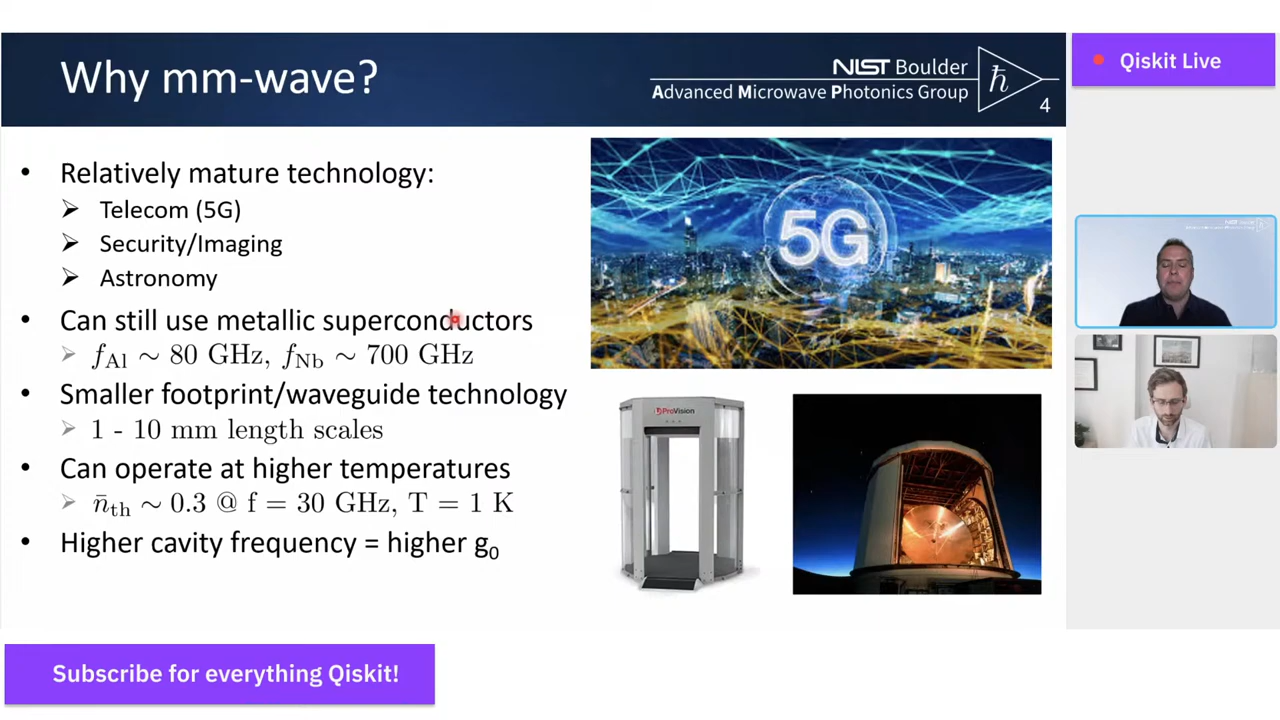 Why mm-wave?
NIST Boulder
Advanced Microwave Photonics Group
ħ
4
Qiskit Live
• Relatively mature technology:
➢ Telecom (5G)
➢ Security/Imaging
➢ Astronomy
• Can still use metallic superconductors
➢ f_Al ∼ 80 GHz, f_Nb ∼ 700 GHz
• Smaller footprint/waveguide technology
➢ 1 - 10 mm length scales
• Can operate at higher temperatures
➢ n̄_th ∼ 0.3 @ f = 30 GHz, T = 1 K
• Higher cavity frequency = higher g₀
5G
ProVision
Subscribe for everything Qiskit!